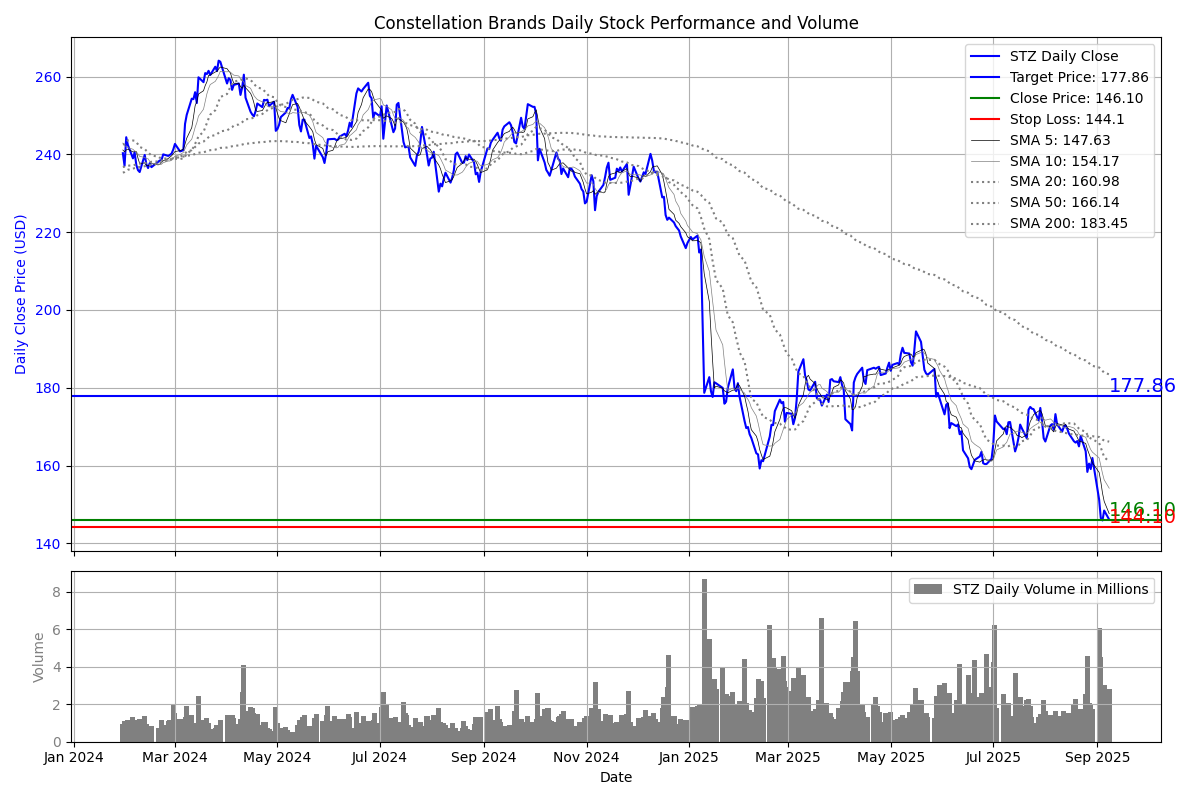 Constellation Brands Daily Stock Performance and Volume
STZ Daily Close
Target Price: 177.86
Close Price: 146.10
Stop Loss: 144.1
SMA 5: 147.63
SMA 10: 154.17
SMA 20: 160.98
SMA 50: 166.14
SMA 200: 183.45
Daily Close Price (USD)
260
240
220
200
180
160
140
177.86
146.10
144.10
STZ Daily Volume in Millions
Volume
8
6
4
2
0
Jan 2024 Mar 2024 May 2024 Jul 2024 Sep 2024 Nov 2024 Jan 2025 Mar 2025 May 2025 Jul 2025 Sep 2025
Date